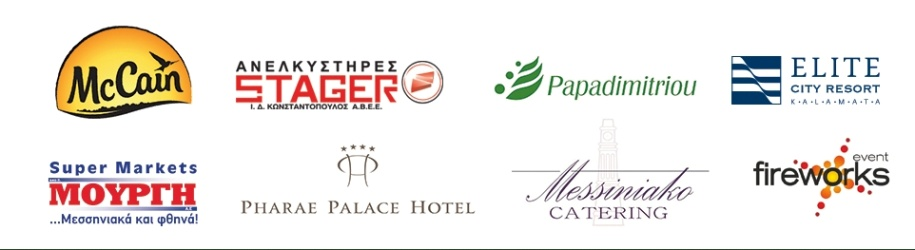 McCain
ΑΝΕΛΚΥΣΤΗΡΕΣ
STAGER
Ι. Δ. ΚΩΝΣΤΑΝΤΟΠΟΥΛΟΣ Α.Β.Ε.Ε.
Papadimitriou
ELITE
CITY RESORT
K·A·L·A·M·A·T·A
Super Markets
ΜΟΥΡΓΗ
...Μεσσηνιακά και φθηνά!
PHARAE PALACE HOTEL
Messiniako
CATERING
event
fireworks